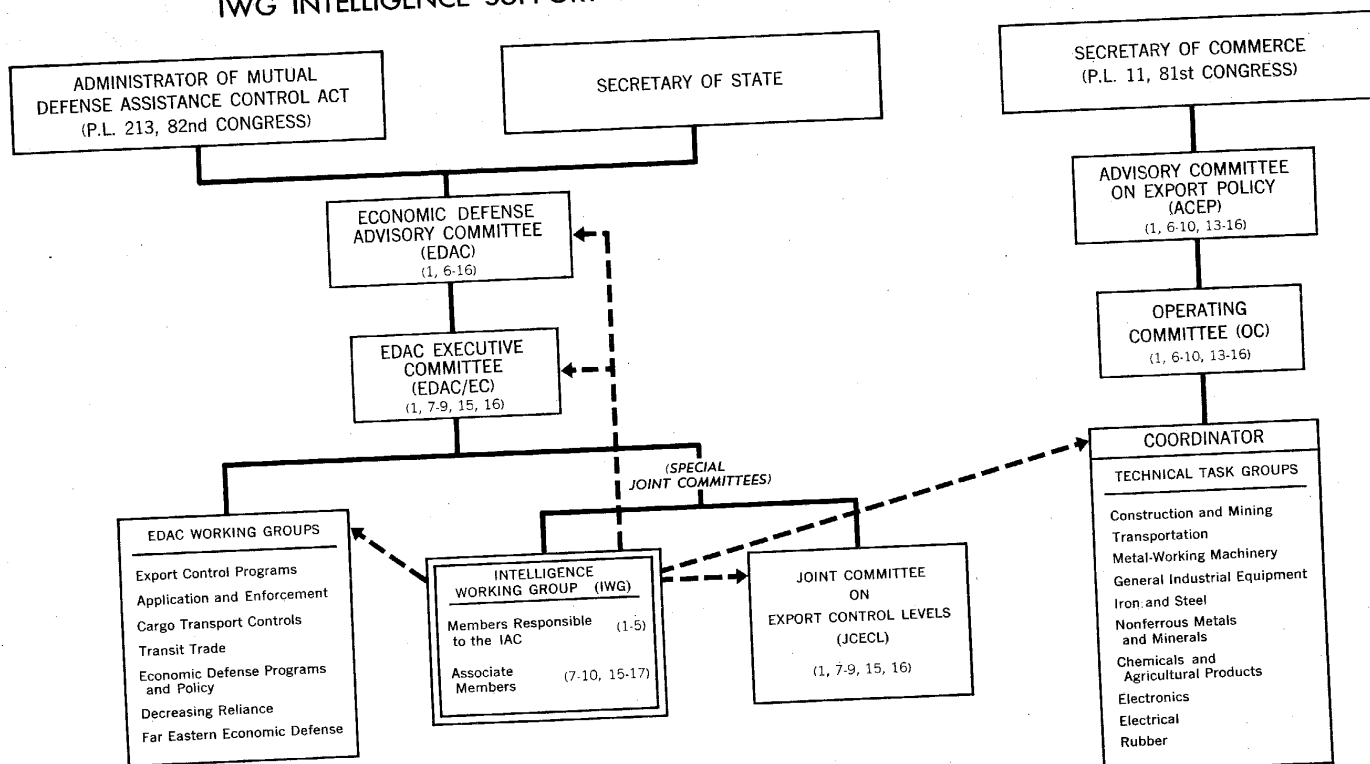 IWG INTELLIGENCE SUPPORT
ADMINISTRATOR OF MUTUAL
DEFENSE ASSISTANCE CONTROL ACT
(P.L. 213, 82nd CONGRESS)
SECRETARY OF STATE
SECRETARY OF COMMERCE
(P.L. 11, 81st CONGRESS)
ECONOMIC DEFENSE
ADVISORY COMMITTEE
(EDAC)
(1, 6-16)
ADVISORY COMMITTEE
ON EXPORT POLICY
(ACEP)
(1, 6-10, 13-16)
EDAC EXECUTIVE
COMMITTEE
(EDAC/EC)
(1, 7-9, 15, 16)
OPERATING
COMMITTEE (OC)
(1, 6-10, 13-16)
(SPECIAL
JOINT COMMITTEES)
EDAC WORKING GROUPS
Export Control Programs
Application and Enforcement
Cargo Transport Controls
Transit Trade
Economic Defense Programs
and Policy
Decreasing Reliance
Far Eastern Economic Defense
INTELLIGENCE
WORKING GROUP (IWG)
Members Responsible (1-5)
to the IAC
Associate (7-10, 15-17)
Members
JOINT COMMITTEE
ON
EXPORT CONTROL LEVELS
(JCECL)
(1, 7-9, 15, 16)
COORDINATOR
TECHNICAL TASK GROUPS
Construction and Mining
Transportation
Metal-Working Machinery
General Industrial Equipment
Iron and Steel
Nonferrous Metals
and Minerals
Chemicals and
Agricultural Products
Electronics
Electrical
Rubber